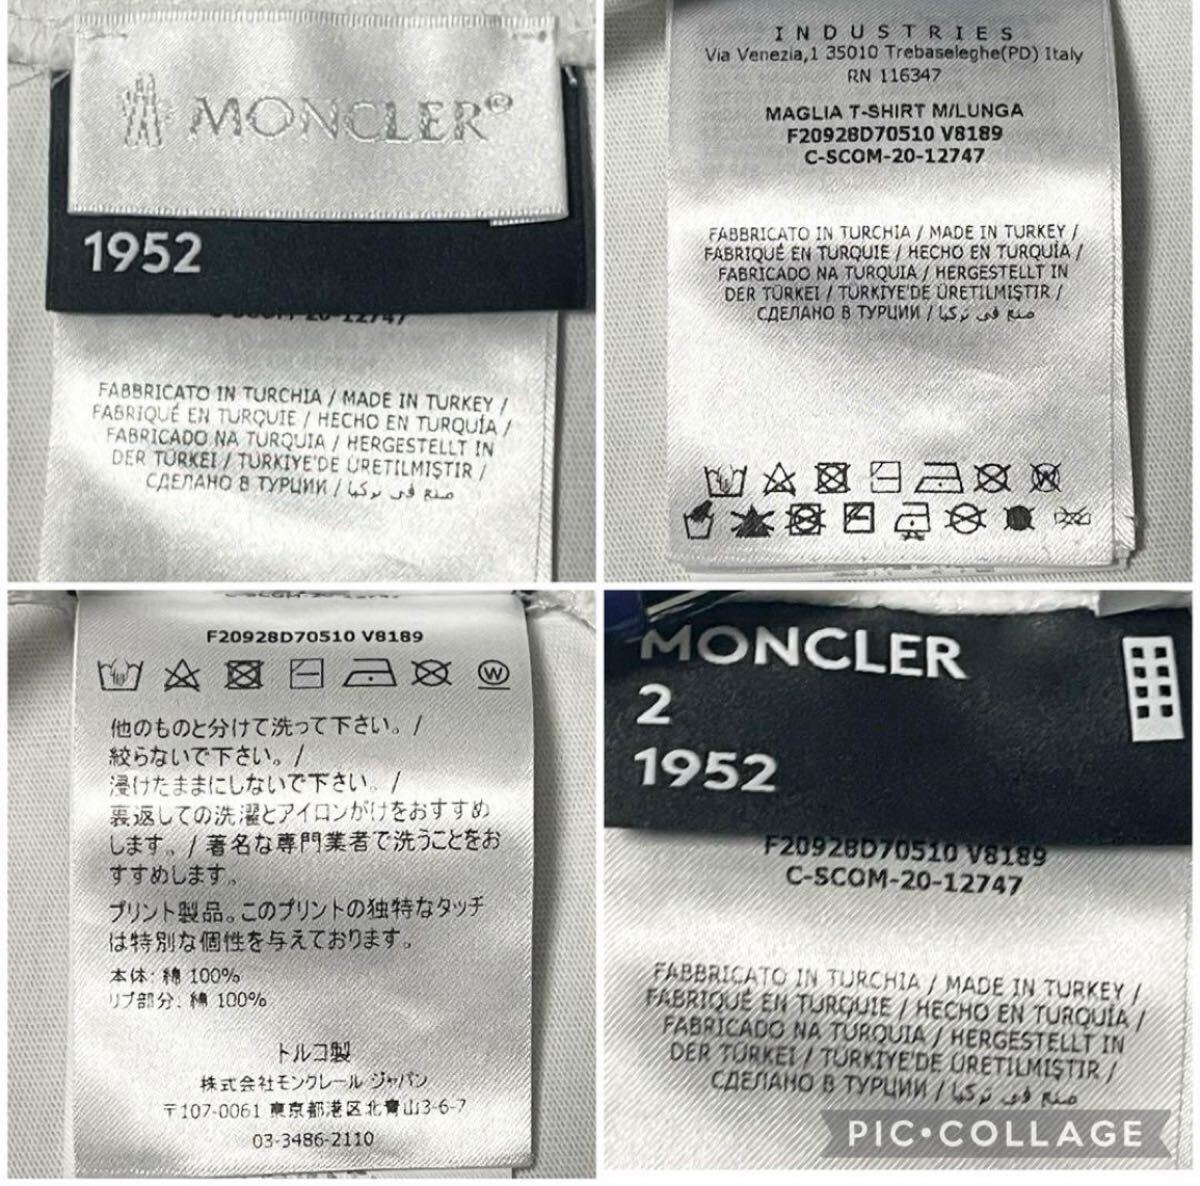 MONCLER®
1952
C-SCOM-20-12747
FABBRICATO IN TURCHIA / MADE IN TURKEY /
FABRIQUÉ EN TURQUIE / HECHO EN TURQUÍA /
FABRICADO NA TURQUIA / HERGESTELLT IN
DER TÜRKEI / TÜRKIYE'DE ÜRETILMIŞTIR /
СДЕЛАНО В ТУРЦИИ / صنع في تركيا
INDUSTRIES
Via Venezia,1 35010 Trebaseleghe(PD) Italy
RN 116347
MAGLIA T-SHIRT M/LUNGA
F20928D70510 V8189
C-SCOM-20-12747
FABBRICATO IN TURCHIA / MADE IN TURKEY /
FABRIQUÉ EN TURQUIE / HECHO EN TURQUÍA /
FABRICADO NA TURQUIA / HERGESTELLT IN
DER TÜRKEI / TÜRKIYE'DE ÜRETILMIŞTIR /
СДЕЛАНО В ТУРЦИИ / صنع في تركيا
C-SCOM-20-12747
F20928D70510 V8189
他のものと分けて洗って下さい。/
絞らないで下さい。/
浸けたままにしないで下さい。/
裏返しての洗濯とアイロンがけをおすすめ
します。/ 著名な専門業者で洗うことをお
すすめします。
プリント製品。このプリントの独特なタッチ
は特別な個性を与えております。
本体: 綿 100%
リブ部分: 綿 100%
トルコ製
株式会社モンクレール ジャパン
〒107-0061 東京都港区北青山3-6-7
03-3486-2110
MONCLER
2
1952
F20928D70510 V8189
C-SCOM-20-12747
FABBRICATO IN TURCHIA / MADE IN TURKEY /
FABRIQUÉ EN TURQUIE / HECHO EN TURQUÍA /
FABRICADO NA TURQUIA / HERGESTELLT IN
DER TÜRKEI / TÜRKIYE'DE ÜRETILMIŞTIR /
СДЕЛАНО В ТУРЦИИ / صنع في تركيا
PIC•COLLAGE